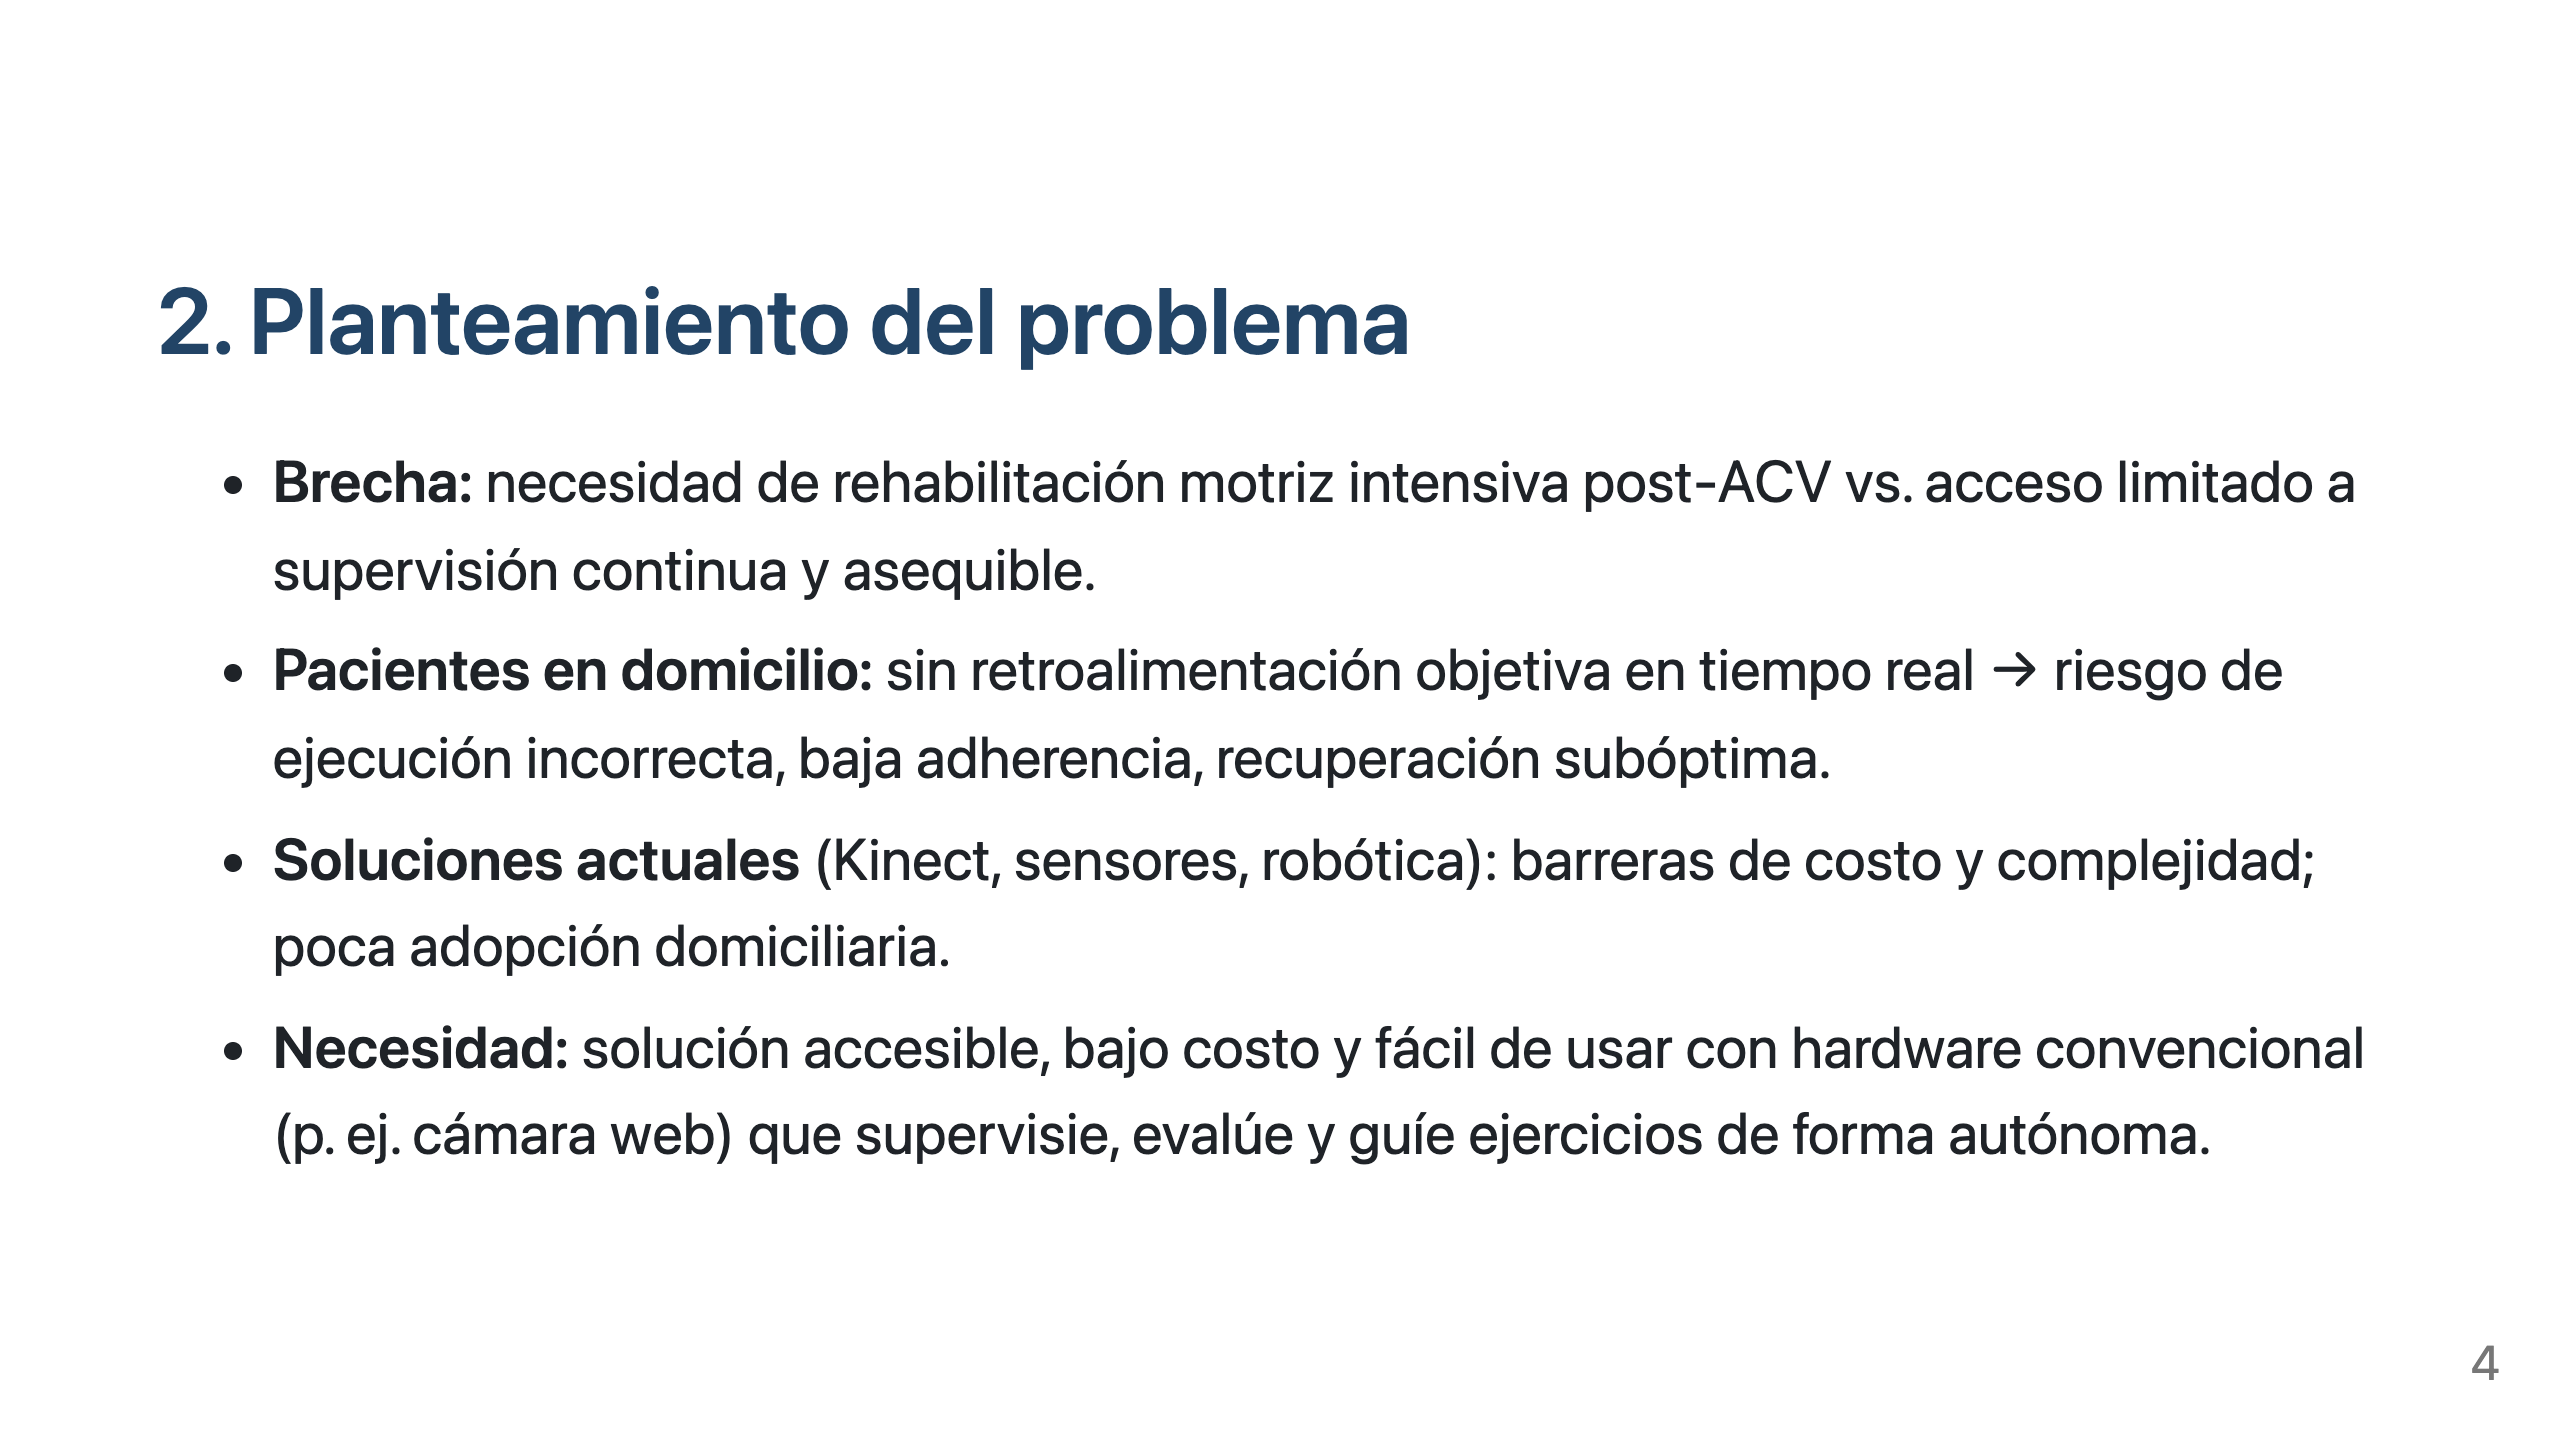 2. Planteamiento del problema
• Brecha: necesidad de rehabilitación motriz intensiva post-ACV vs. acceso limitado a
supervisión continua y asequible.
• Pacientes en domicilio: sin retroalimentación objetiva en tiempo real → riesgo de
ejecución incorrecta, baja adherencia, recuperación subóptima.
• Soluciones actuales (Kinect, sensores, robótica): barreras de costo y complejidad;
poca adopción domiciliaria.
• Necesidad: solución accesible, bajo costo y fácil de usar con hardware convencional
(p. ej. cámara web) que supervisie, evalúe y guíe ejercicios de forma autónoma.
4